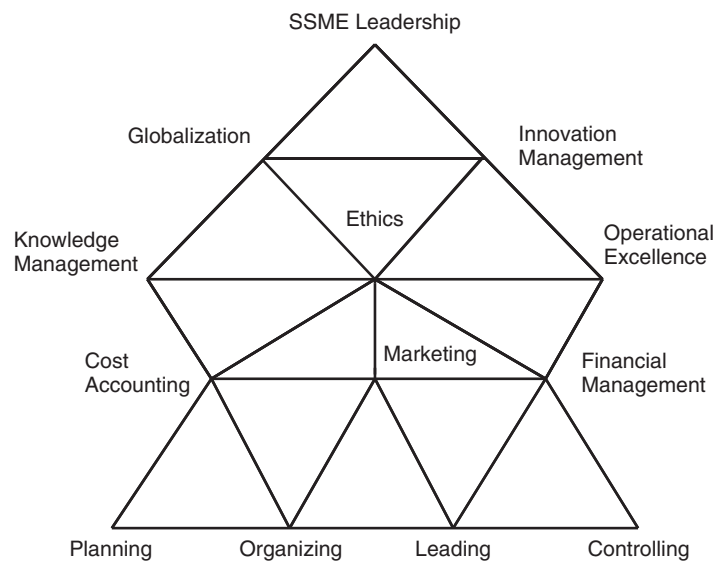 SSME Leadership
Globalization
Innovation
Management
Ethics
Knowledge
Management
Operational
Excellence
Marketing
Cost
Accounting
Financial
Management
Planning
Organizing
Leading
Controlling